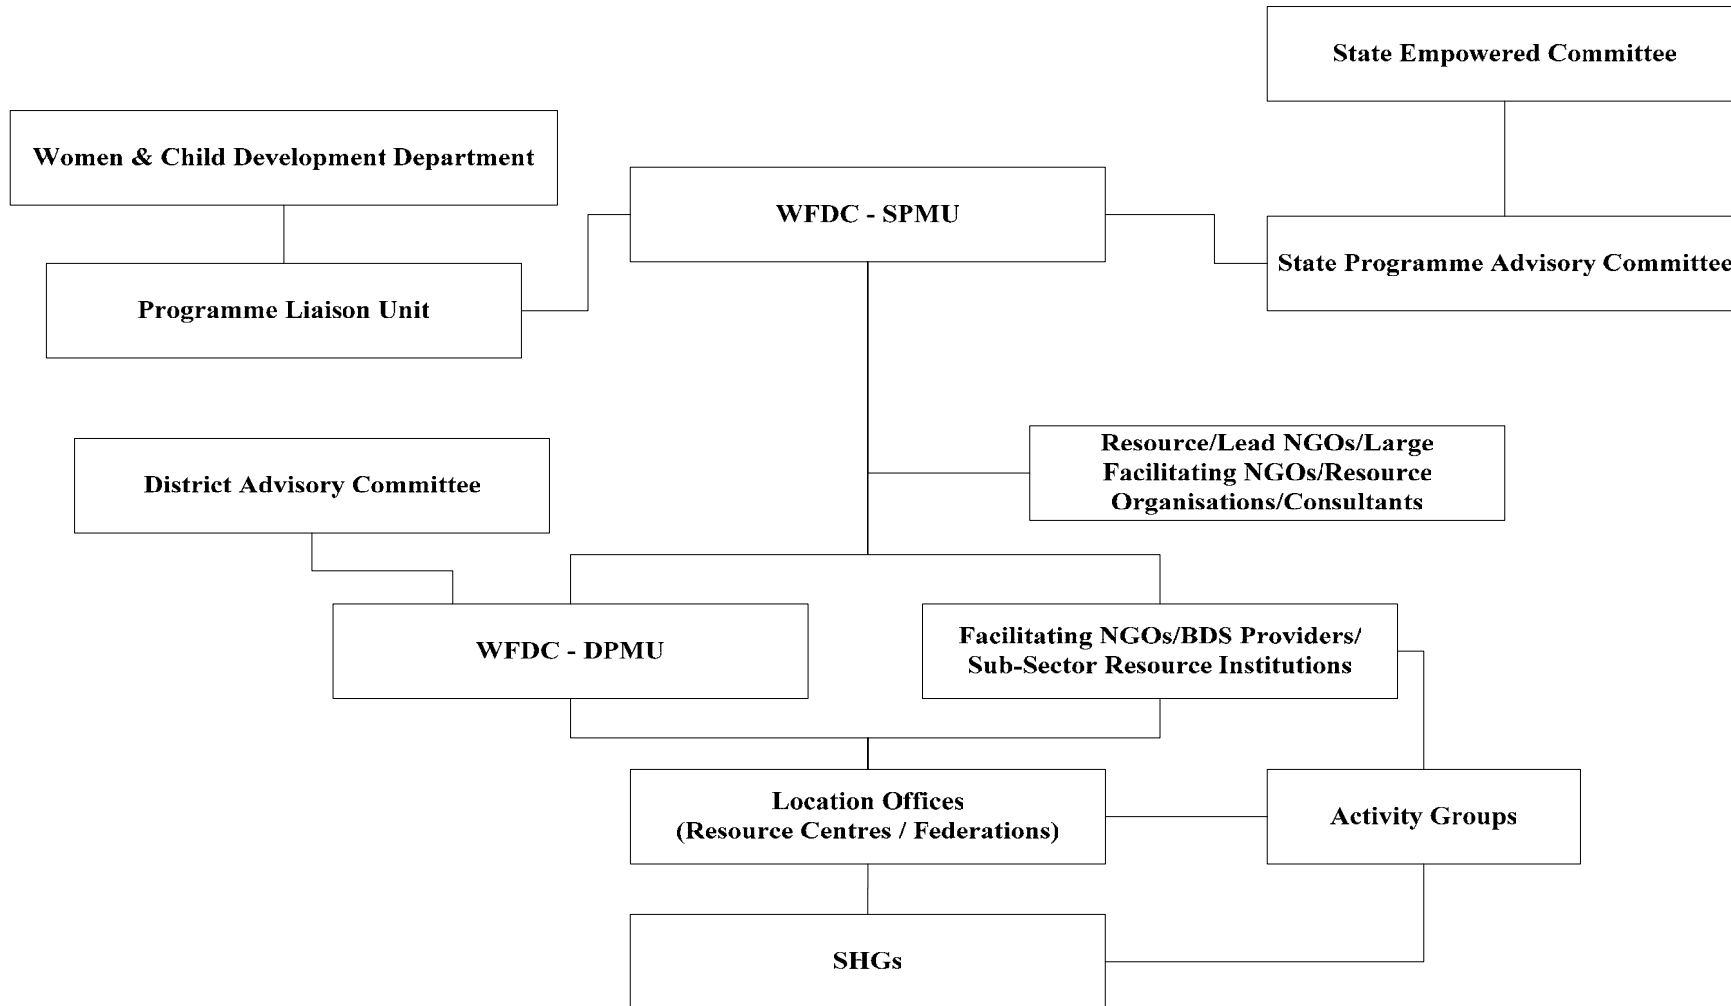 State Empowered Committee
Women & Child Development Department
WFDC - SPMU
State Programme Advisory Committee
Programme Liaison Unit
Resource/Lead NGOs/Large
Facilitating NGOs/Resource
Organisations/Consultants
District Advisory Committee
WFDC - DPMU
Facilitating NGOs/BDS Providers/
Sub-Sector Resource Institutions
Location Offices
(Resource Centres / Federations)
Activity Groups
SHGs